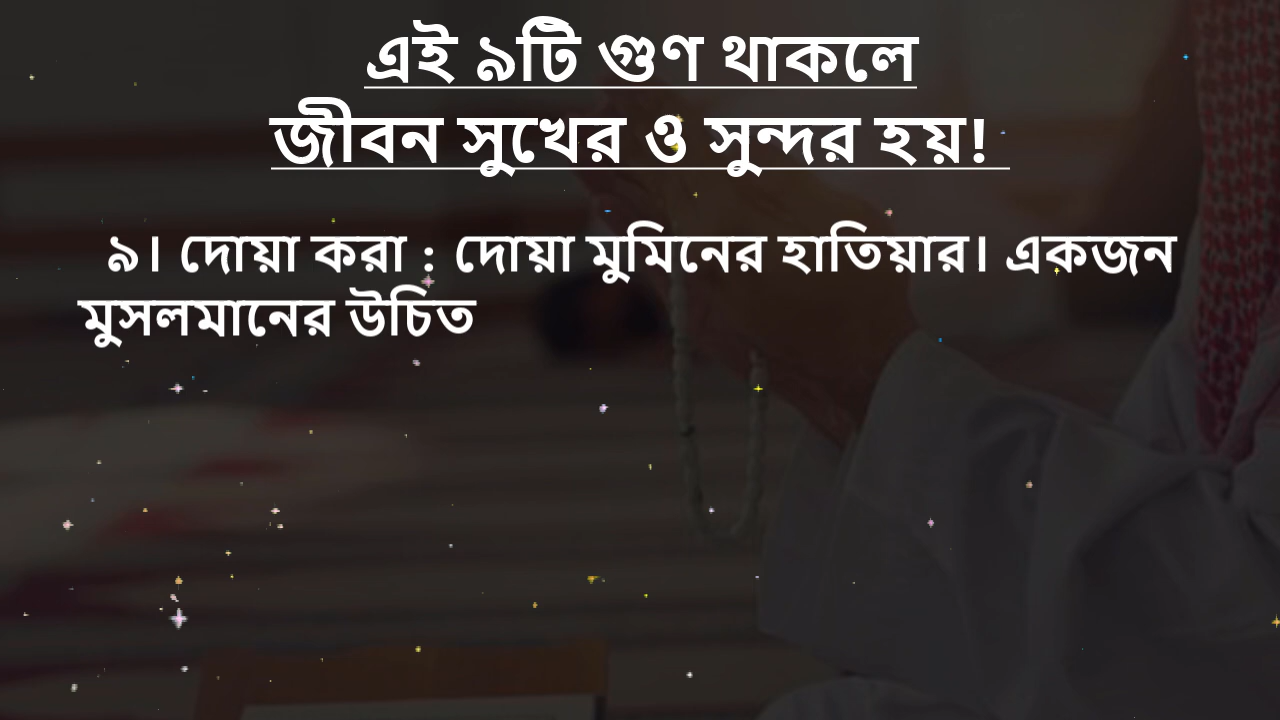 এই ৯টি গুণ থাকলে
জীবন সুখের ও সুন্দর হয়!
৯। দোয়া করা : দোয়া মুমিনের হাতিয়ার। একজন
মুসলমানের উচিত